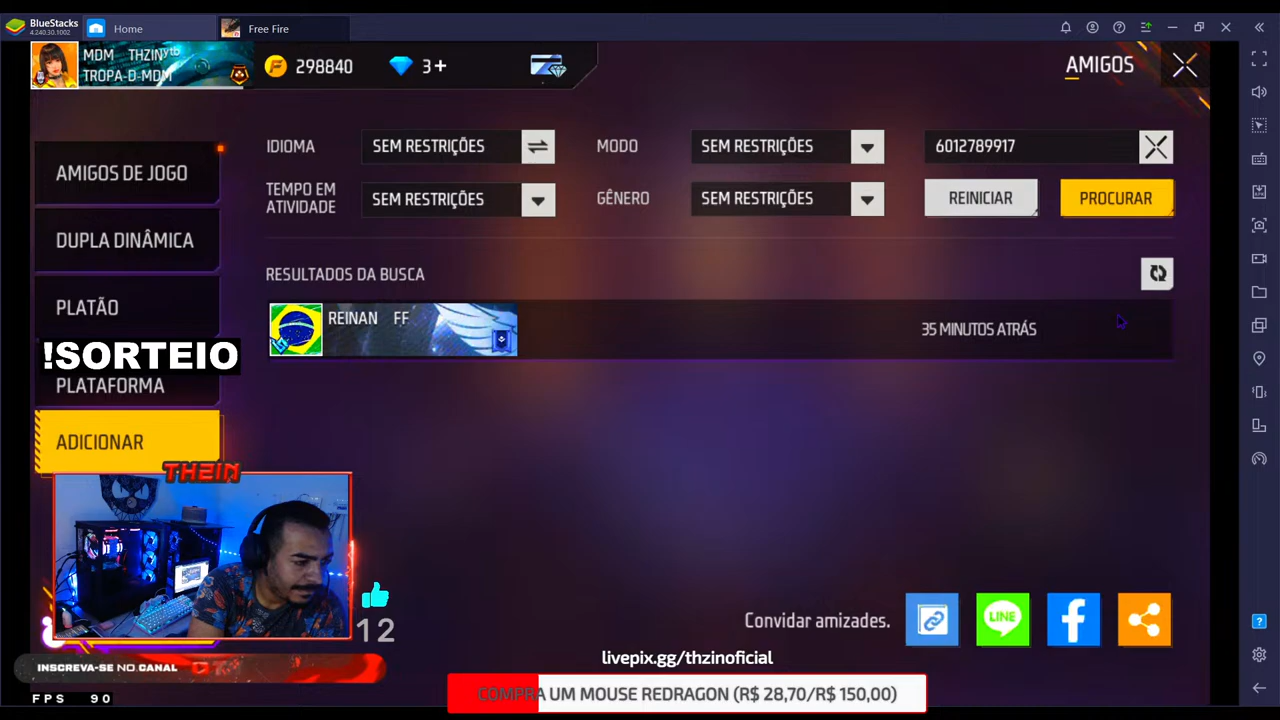 BlueStacks
4.240.30.1002
Home
Free Fire
MDM THZIN ytb
TROPA-D-MDM
298840
3+
AMIGOS
AMIGOS DE JOGO
DUPLA DINÂMICA
PLATÃO
!SORTEIO
PLATAFORMA
ADICIONAR
IDIOMA
SEM RESTRIÇÕES
MODO
SEM RESTRIÇÕES
6012789917
TEMPO EM
ATIVIDADE
SEM RESTRIÇÕES
GÊNERO
SEM RESTRIÇÕES
REINICIAR
PROCURAR
RESULTADOS DA BUSCA
REINAN FF
35 MINUTOS ATRÁS
THZIN
12
Convidar amizades.
LINE
livepix.gg/thzinoficial
INSCREVA-SE NO CANAL
COMPRA UM MOUSE REDRAGON (R$ 28,70/R$ 150,00)
FPS 90